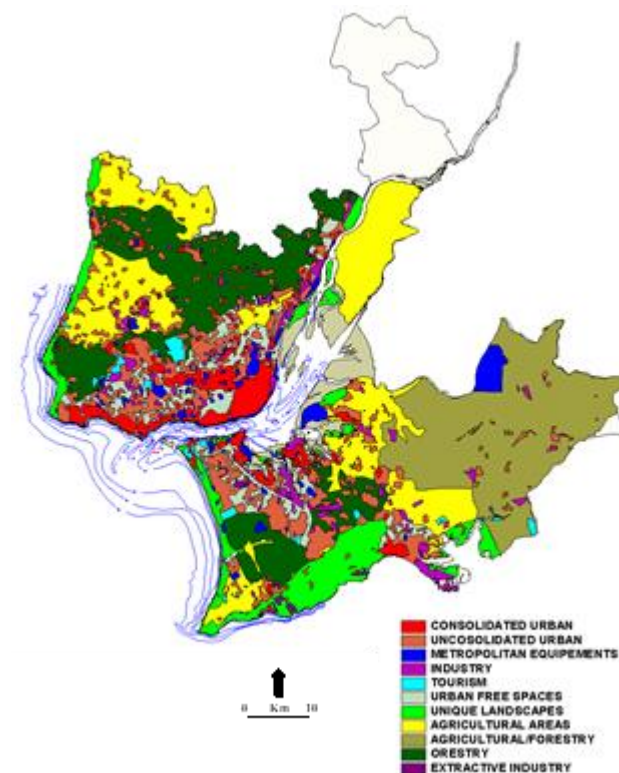 0 Km 10
CONSOLIDATED URBAN
UNCOSOLIDATED URBAN
METROPOLITAN EQUIPEMENTS
INDUSTRY
TOURISM
URBAN FREE SPACES
UNIQUE LANDSCAPES
AGRICULTURAL AREAS
AGRICULTURAL/FORESTRY
ORESTRY
EXTRACTIVE INDUSTRY